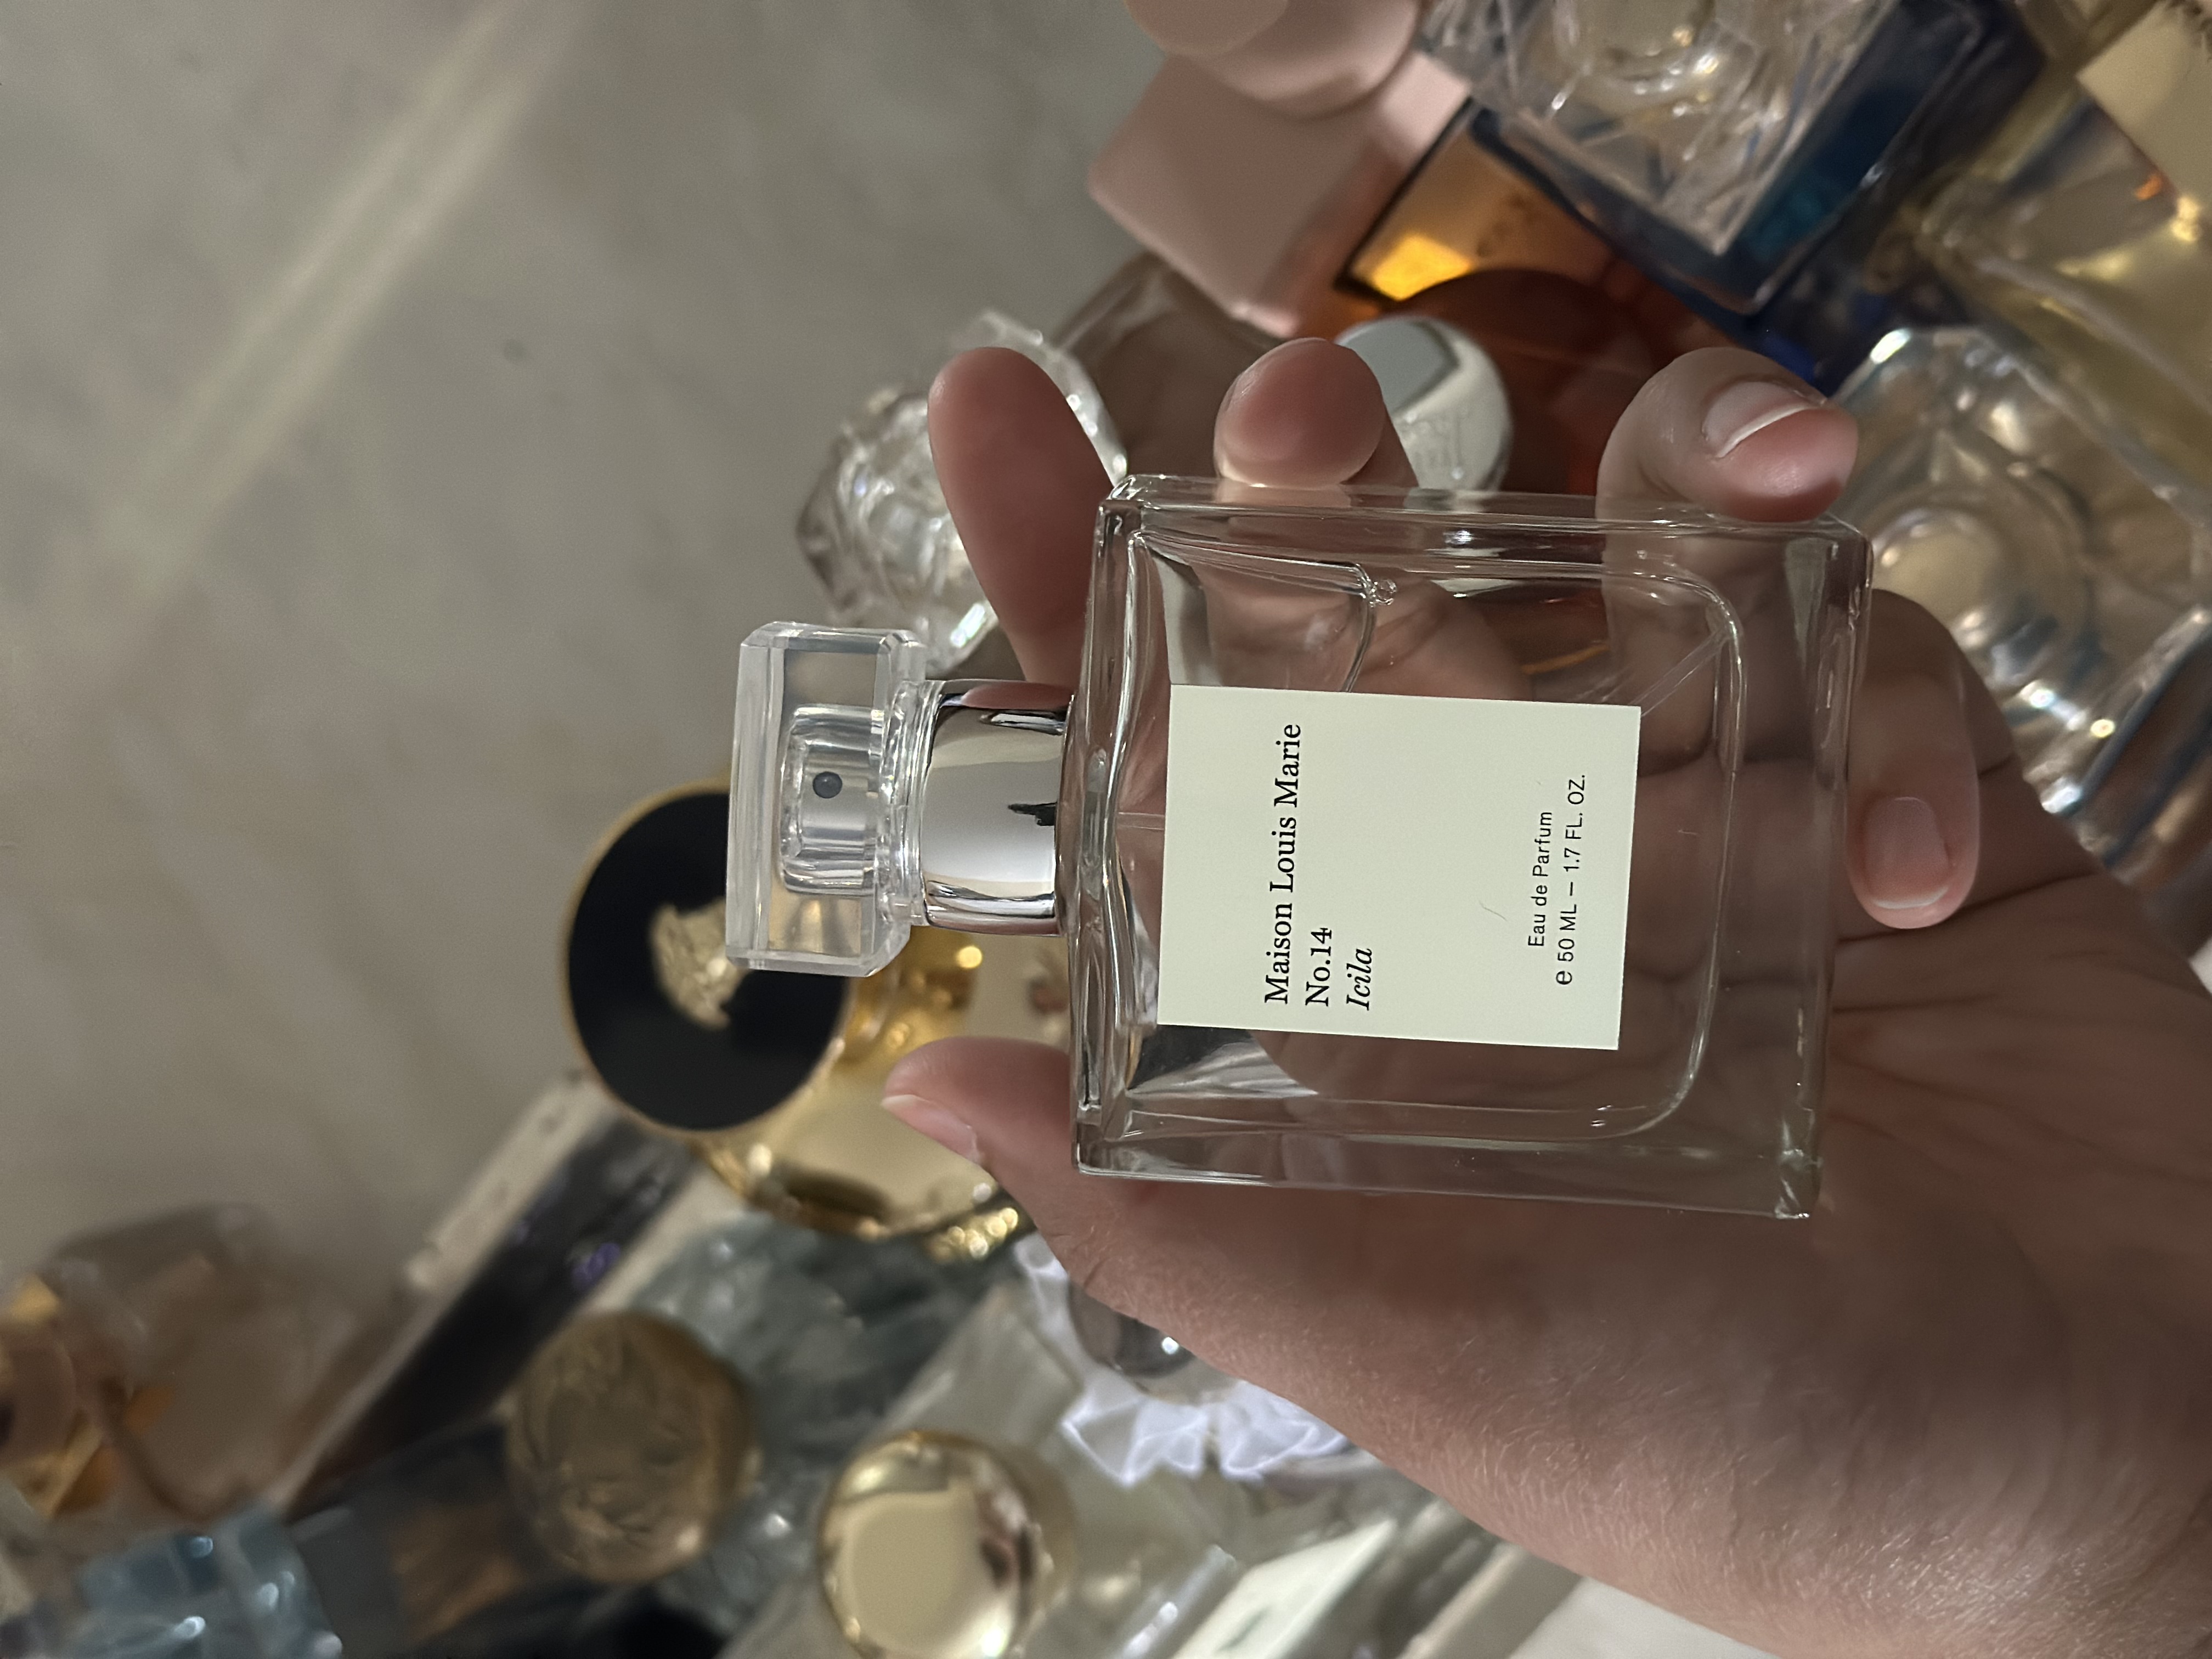 Maison Louis Marie
No.14
Icila
Eau de Parfum
℮ 50 ML – 1.7 FL. OZ.